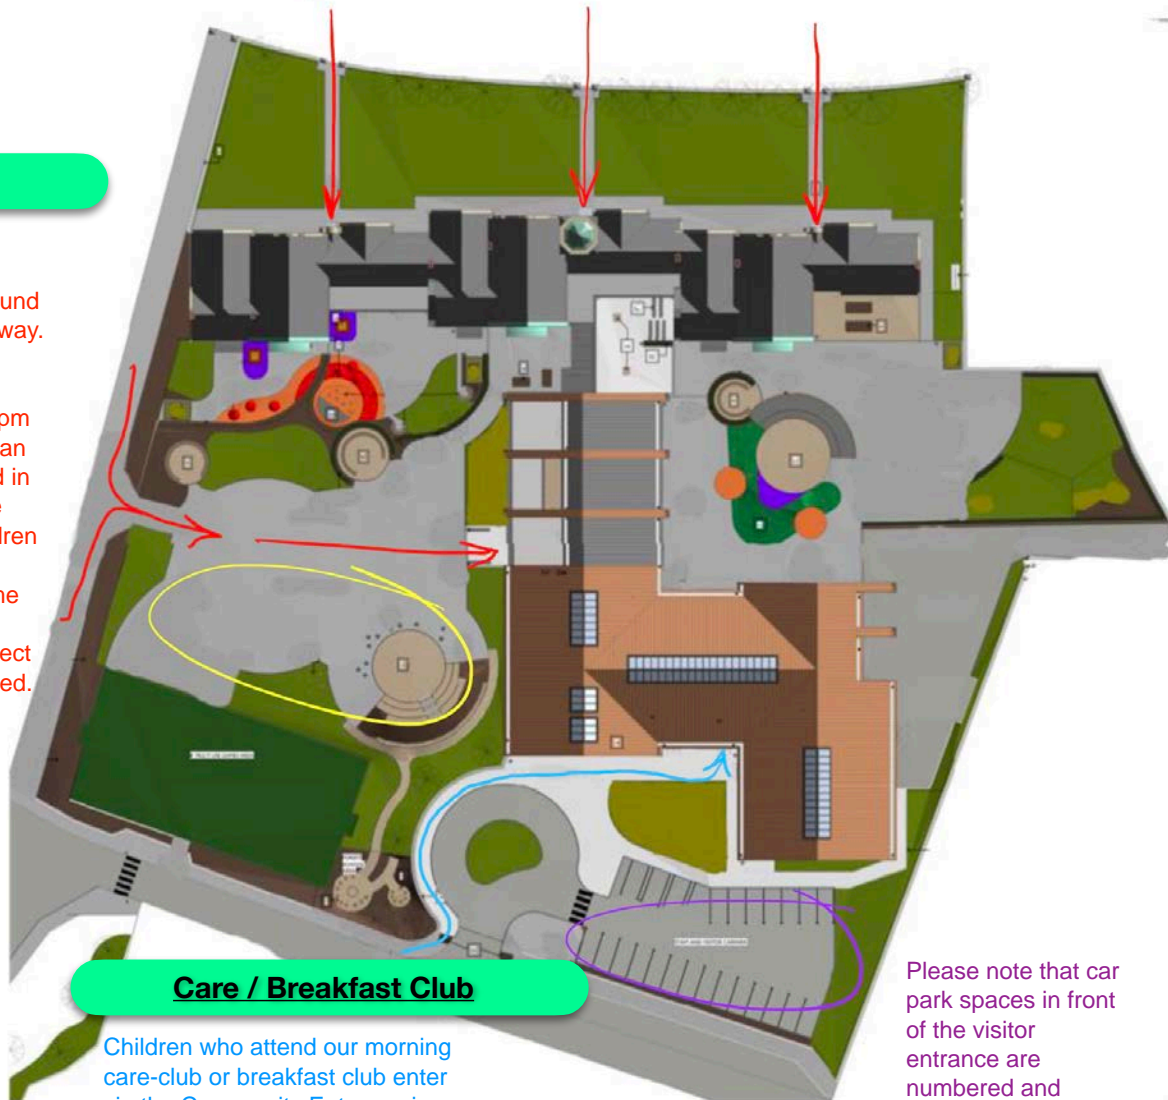 und
way.
pm
an
d in
e
dren
he
ect
ed.
Care / Breakfast Club
Children who attend our morning
care-club or breakfast club enter
Please note that car
park spaces in front
of the visitor
entrance are
numbered and